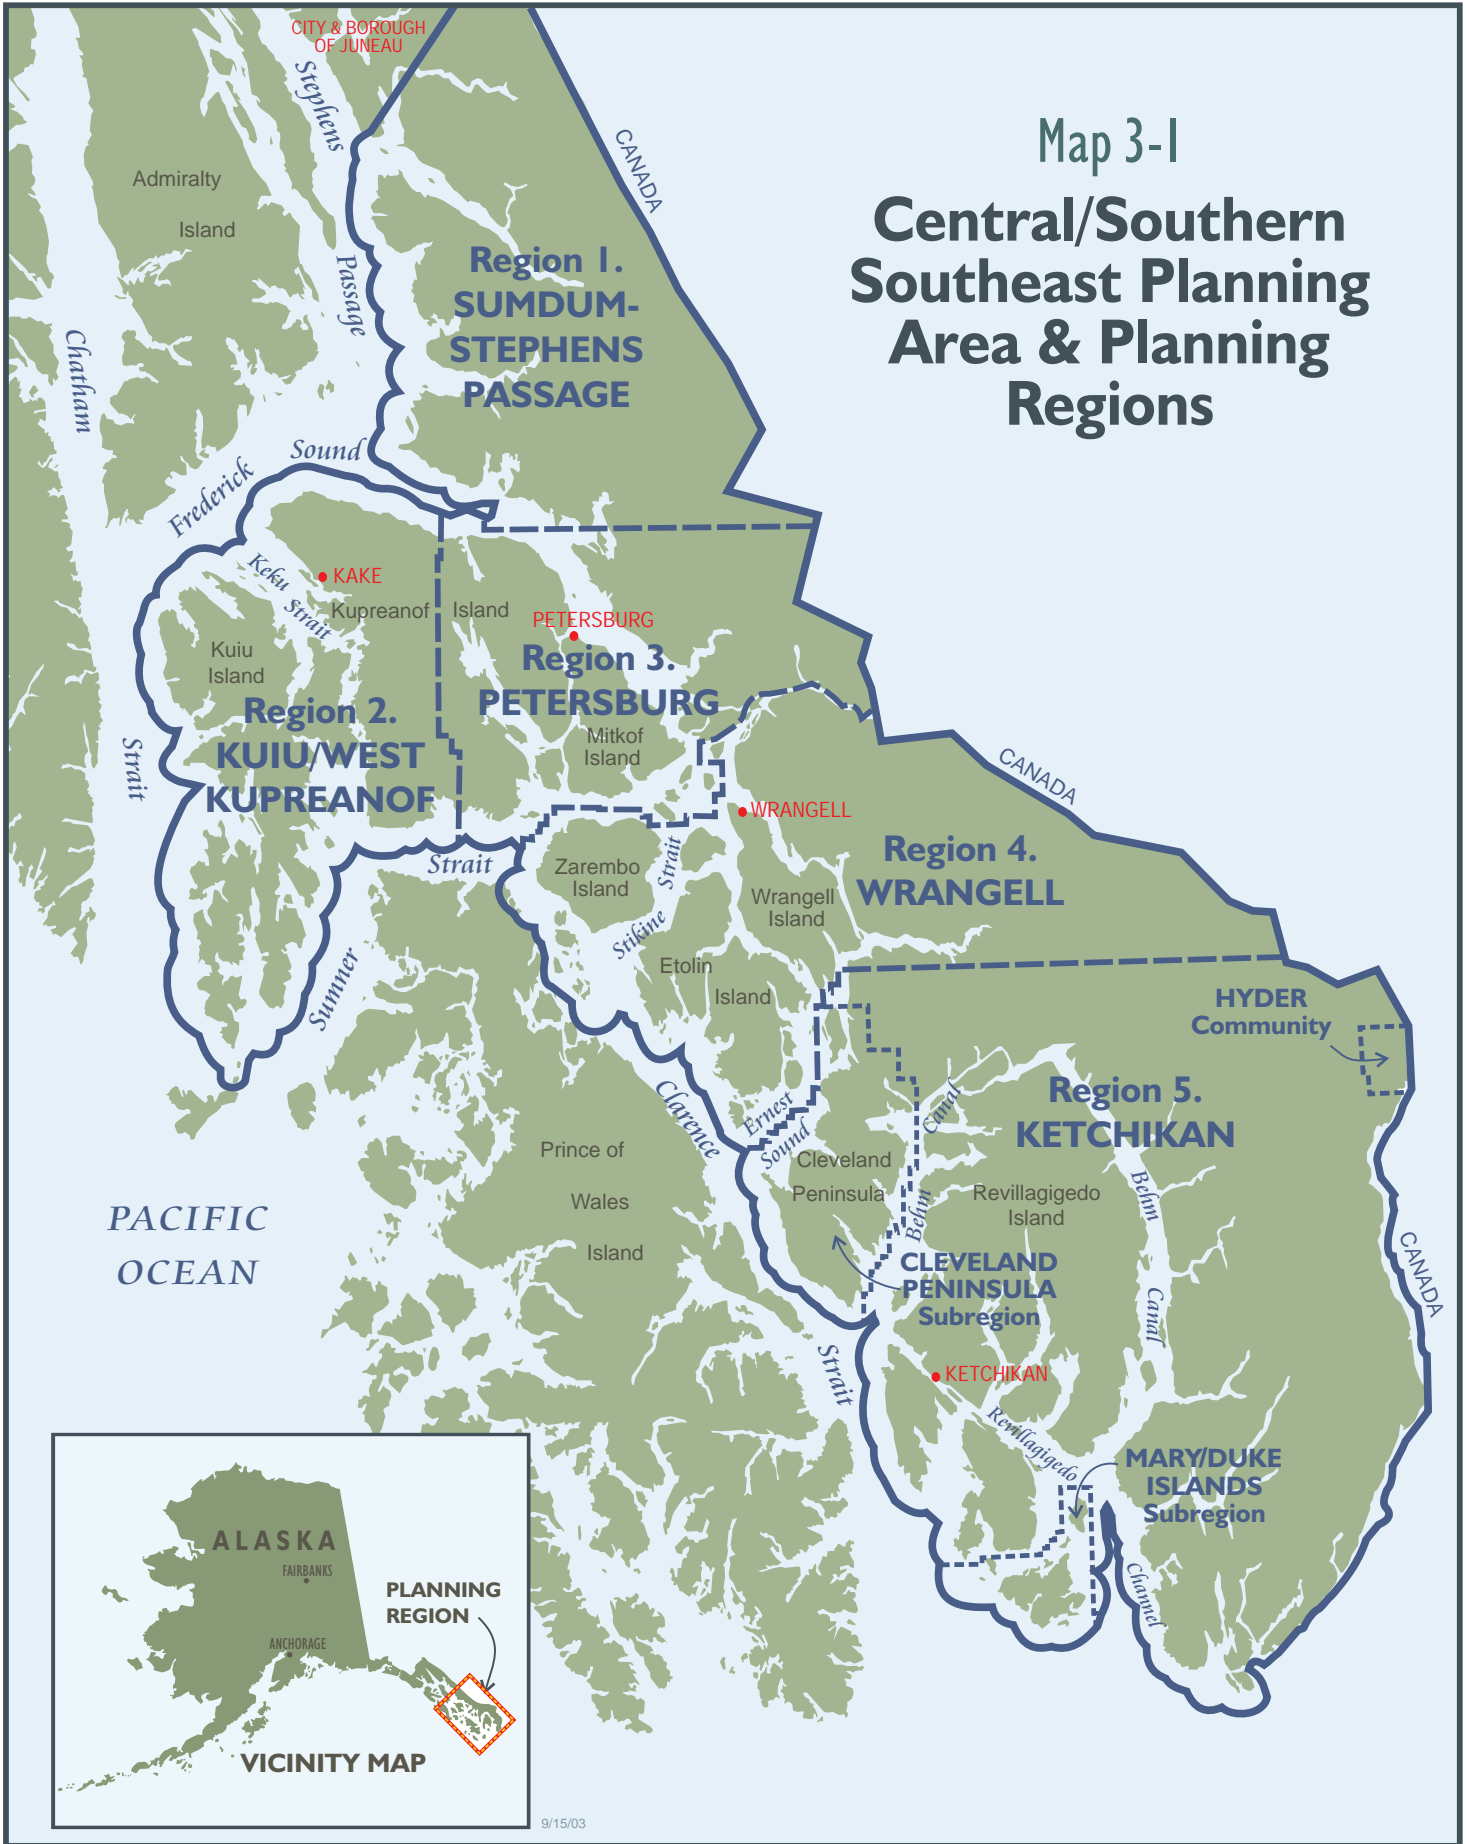 Map 3-1
Central/Southern
Southeast Planning
Area & Planning
Regions
CITY & BOROUGH
OF JUNEAU
Stephens
Passage
CANADA
Admiralty
Island
Region 1.
SUMDUM-
STEPHENS
PASSAGE
Chatham
Strait
Frederick
Sound
Keku
Strait
KAKE
Kupreanof
Island
PETERSBURG
Kuiu
Island
Region 3.
PETERSBURG
Region 2.
KUIU/WEST
KUPREANOF
Mitkof
Island
CANADA
WRANGELL
Strait
Sumner
Zarembo
Island
Strait
Stikine
Region 4.
WRANGELL
Wrangell
Island
Etolin
Island
HYDER
Community
Clarence
Strait
Ernest
Sound
Canal
Behm
Region 5.
KETCHIKAN
Prince of
Wales
Island
Cleveland
Peninsula
Revillagigedo
Island
Behm
Canal
CANADA
PACIFIC
OCEAN
CLEVELAND
PENINSULA
Subregion
KETCHIKAN
Revillagigedo
Channel
MARY/DUKE
ISLANDS
Subregion
ALASKA
FAIRBANKS
ANCHORAGE
PLANNING
REGION
VICINITY MAP
9/15/03